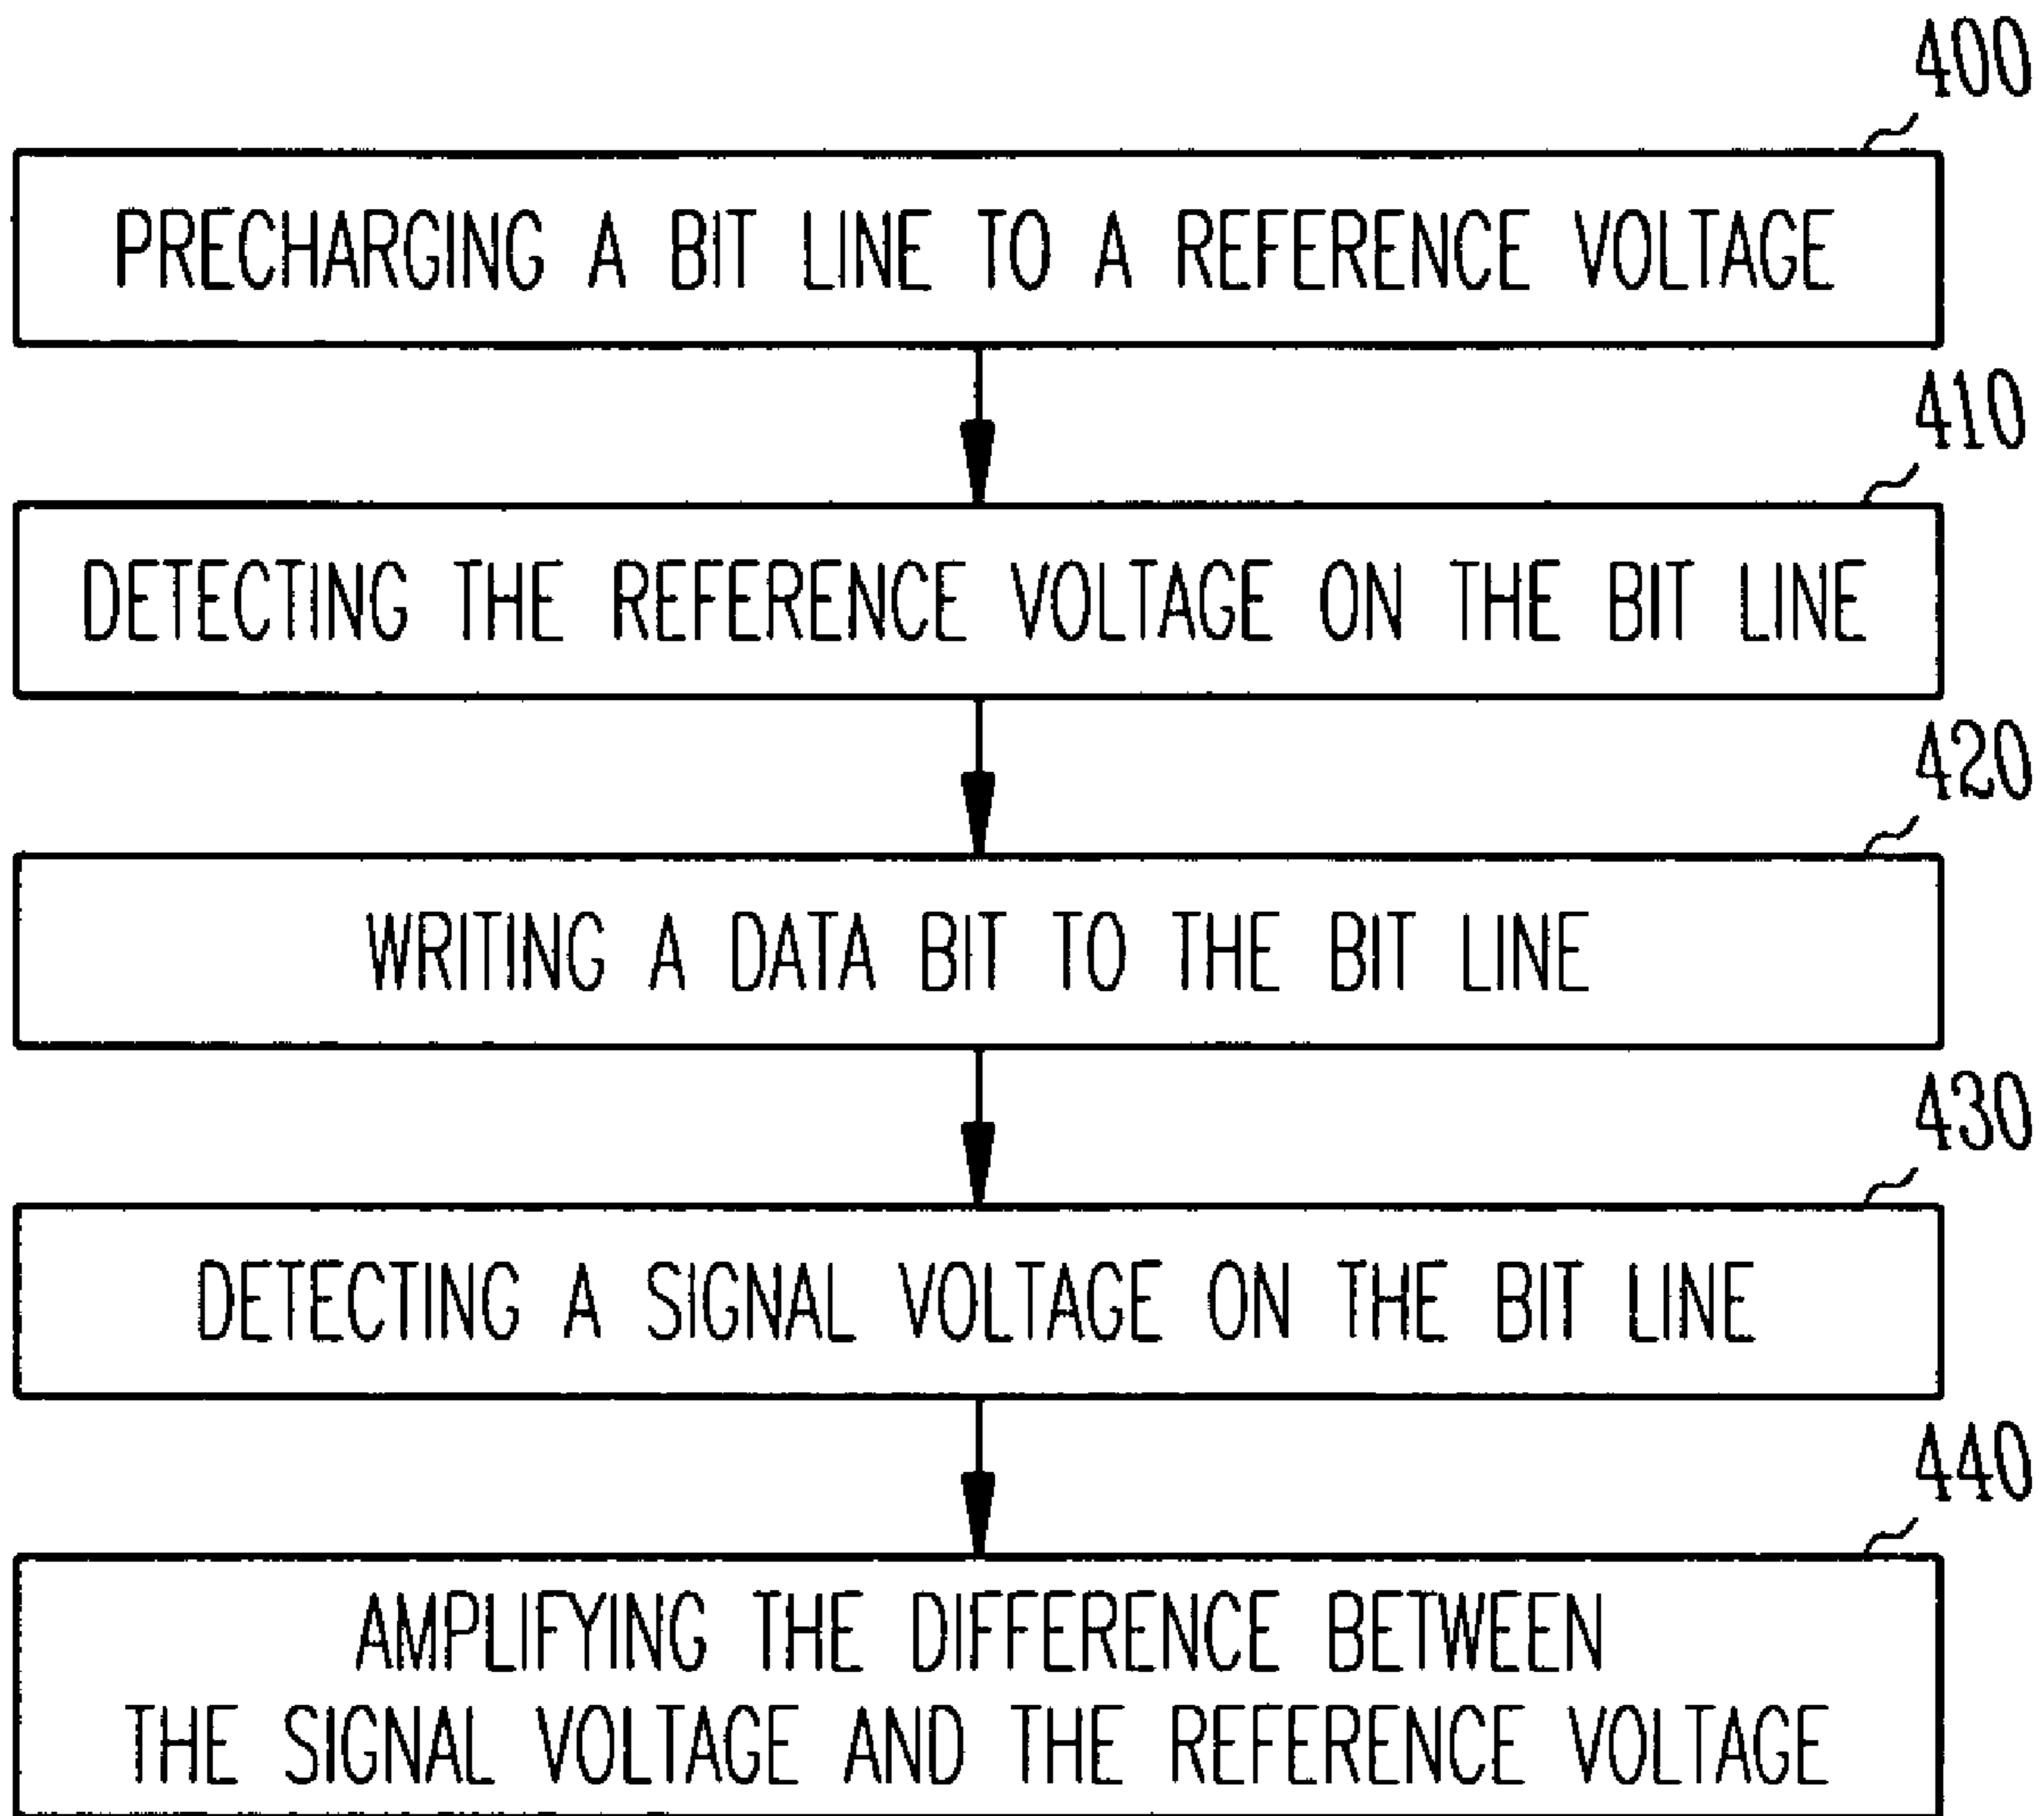 400
PRECHARGING A BIT LINE TO A REFERENCE VOLTAGE
410
DETECTING THE REFERENCE VOLTAGE ON THE BIT LINE
420
WRITING A DATA BIT TO THE BIT LINE
430
DETECTING A SIGNAL VOLTAGE ON THE BIT LINE
440
AMPLIFYING THE DIFFERENCE BETWEEN
THE SIGNAL VOLTAGE AND THE REFERENCE VOLTAGE